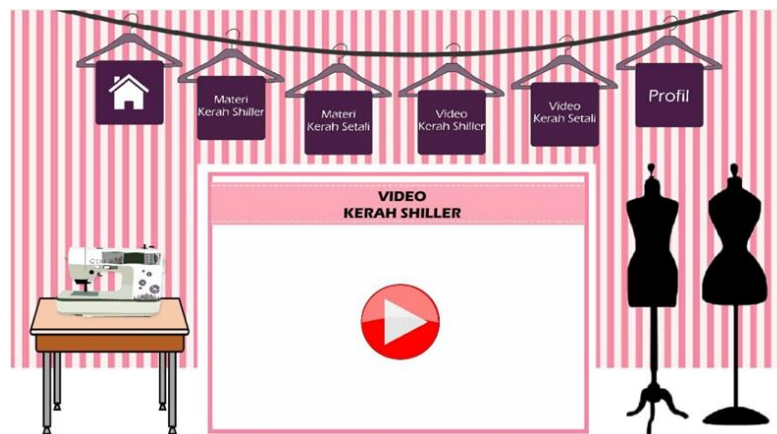 Materi
Kerah Shiller
Materi
Kerah Setali
Video
Kerah Shiller
Video
Kerah Setali
Profil
VIDEO
KERAH SHILLER